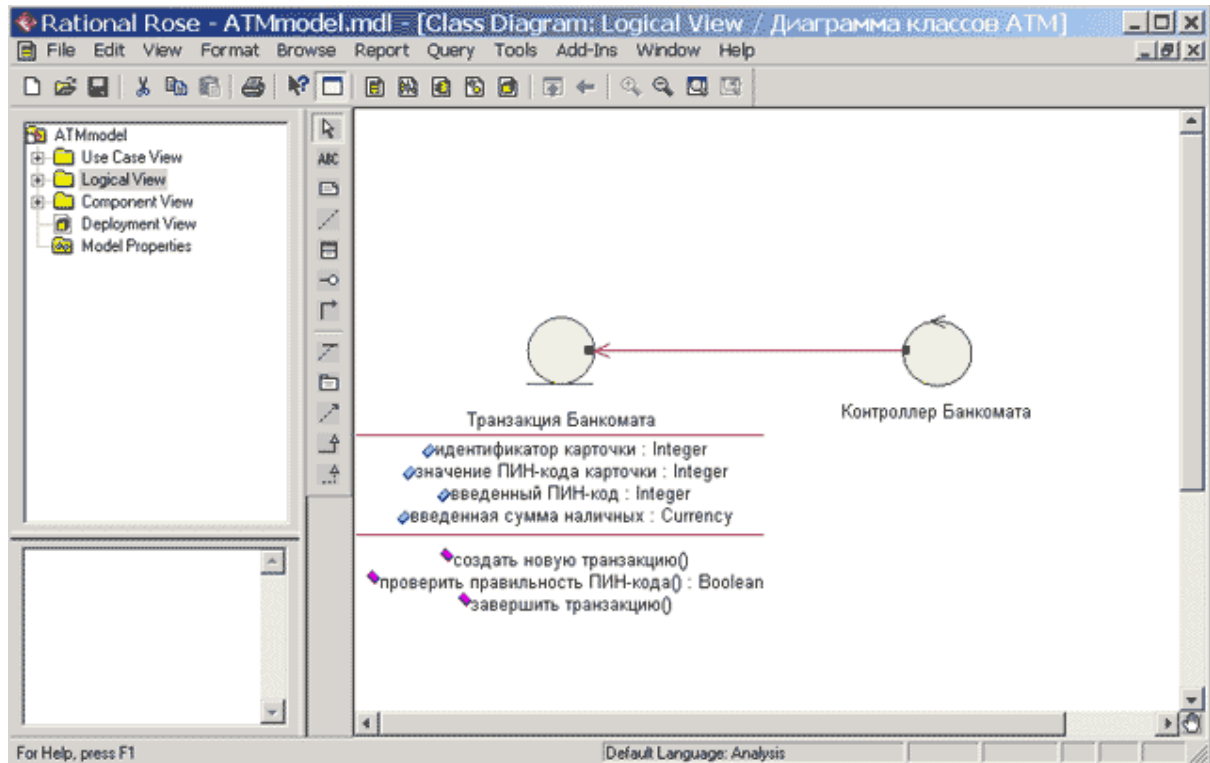 Rational Rose - ATMmodel.mdl - [Class Diagram: Logical View / Диаграмма классов ATM]
File Edit View Format Browse Report Query Tools Add-Ins Window Help
ATMmodel
Use Case View
Logical View
Component View
Deployment View
Model Properties
ABC
Транзакция Банкомата
идентификатор карточки : Integer
значение ПИН-кода карточки : Integer
введенный ПИН-код : Integer
введенная сумма наличных : Currency
создать новую транзакцию()
проверить правильность ПИН-кода() : Boolean
завершить транзакцию()
Контроллер Банкомата
For Help, press F1
Default Language: Analysis